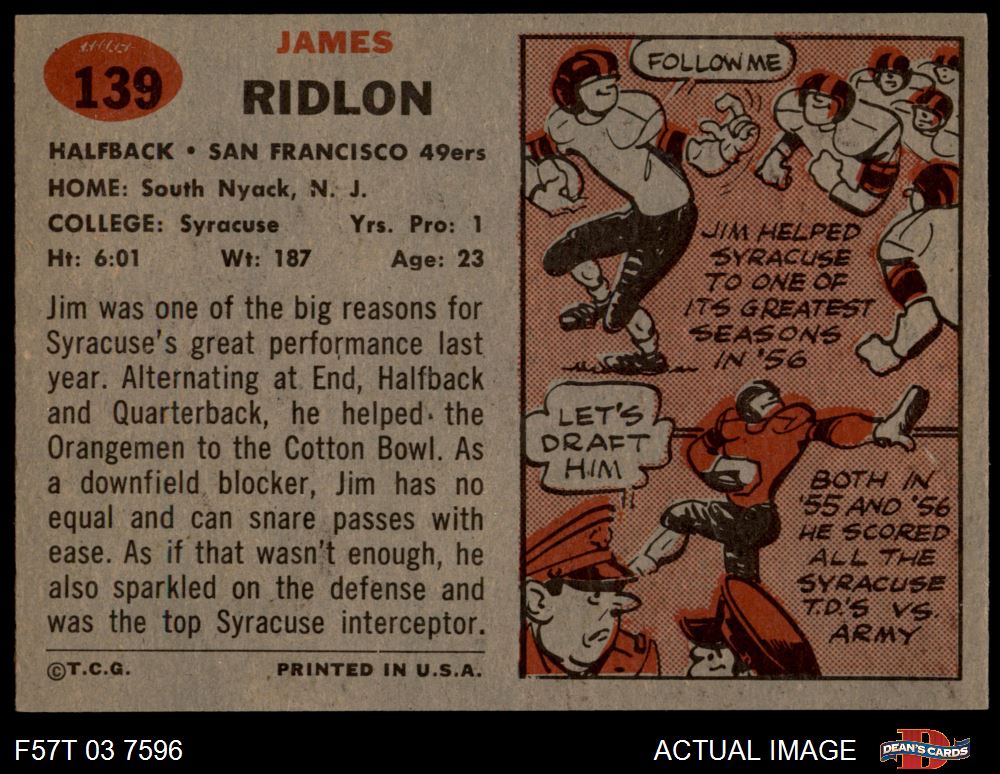 139
JAMES
RIDLON
HALFBACK • SAN FRANCISCO 49ers
HOME: South Nyack, N. J.
COLLEGE: Syracuse Yrs. Pro: 1
Ht: 6:01 Wt: 187 Age: 23
Jim was one of the big reasons for
Syracuse's great performance last
year. Alternating at End, Halfback
and Quarterback, he helped the
Orangemen to the Cotton Bowl. As
a downfield blocker, Jim has no
equal and can snare passes with
ease. As if that wasn't enough, he
also sparkled on the defense and
was the top Syracuse interceptor.
©T.C.G. PRINTED IN U.S.A.
FOLLOW ME
JIM HELPED
SYRACUSE
TO ONE OF
ITS GREATEST
SEASONS
IN '56
LET'S
DRAFT
HIM
BOTH IN
'55 AND '56
HE SCORED
ALL THE
SYRACUSE
T.D.'S VS.
ARMY
F57T 03 7596
ACTUAL IMAGE
DEAN'S CARDS